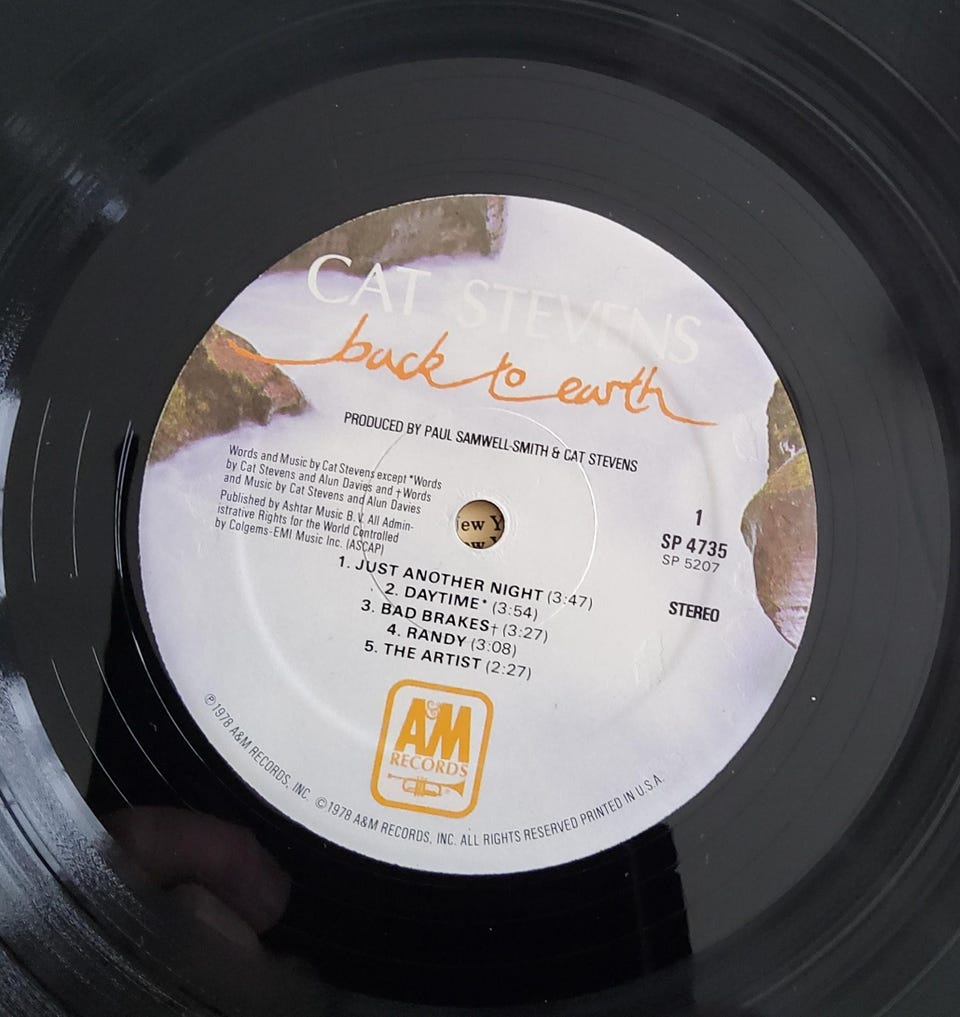 CAT STEVENS
back to earth
PRODUCED BY PAUL SAMWELL-SMITH & CAT STEVENS
Words and Music by Cat Stevens except *Words
by Cat Stevens and Alun Davies and †Words
and Music by Cat Stevens and Alun Davies
Published by Ashtar Music B.V. All Admin-
istrative Rights for the World Controlled
by Colgems-EMI Music Inc. (ASCAP)
ew Y
1
SP 4735
SP 5207
STEREO
1. JUST ANOTHER NIGHT (3:47)
2. DAYTIME* (3:54)
3. BAD BRAKES† (3:27)
4. RANDY (3:08)
5. THE ARTIST (2:27)
A&M
RECORDS
®
℗1978 A&M RECORDS, INC. ©1978 A&M RECORDS, INC. ALL RIGHTS RESERVED PRINTED IN U.S.A.